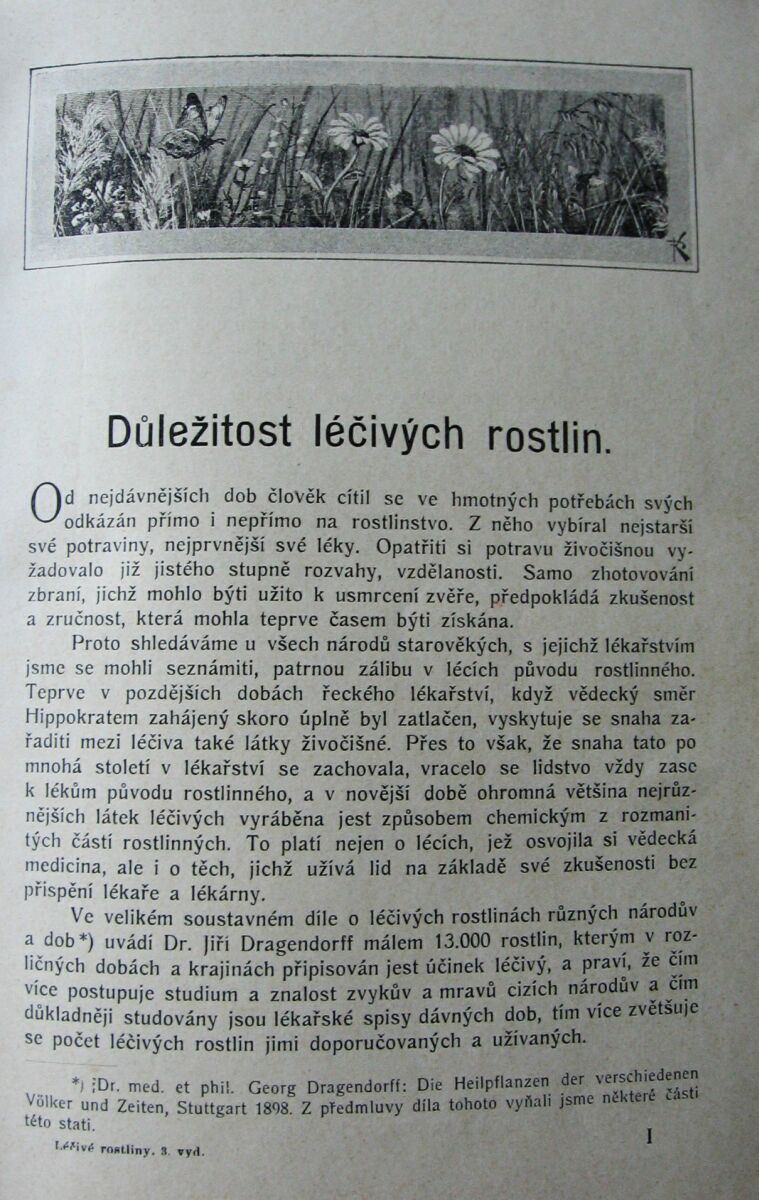 Důležitost léčivých rostlin.
Od nejdávnějších dob člověk cítil se ve hmotných potřebách svých
odkázán přímo i nepřímo na rostlinstvo. Z něho vybíral nejstarší
své potraviny, nejprvnější své léky. Opatřiti si potravu živočišnou vy-
žadovalo již jistého stupně rozvahy, vzdělanosti. Samo zhotovování
zbraní, jichž mohlo býti užito k usmrcení zvěře, předpokládá zkušenost
a zručnost, která mohla teprve časem býti získána.
Proto shledáváme u všech národů starověkých, s jejichž lékařstvím
jsme se mohli seznámiti, patrnou zálibu v lécích původu rostlinného.
Teprve v pozdějších dobách řeckého lékařství, když vědecký směr
Hippokratem zahájený skoro úplně byl zatlačen, vyskytuje se snaha za-
řaditi mezi léčiva také látky živočišné. Přes to však, že snaha tato po
mnohá století v lékařství se zachovala, vracelo se lidstvo vždy zase
k lékům původu rostlinného, a v novější době ohromná většina nejrůz-
nějších látek léčivých vyráběna jest způsobem chemickým z rozmani-
tých částí rostlinných. To platí nejen o lécích, jež osvojila si vědecká
medicina, ale i o těch, jichž užívá lid na základě své zkušenosti bez
přispění lékaře a lékárny.
Ve velikém soustavném díle o léčivých rostlinách různých národův
a dob*) uvádí Dr. Jiří Dragendorff málem 13.000 rostlin, kterým v roz-
ličných dobách a krajinách připisován jest účinek léčivý, a praví, že čím
více postupuje studium a znalost zvykův a mravů cizích národův a čím
důkladněji studovány jsou lékařské spisy dávných dob, tím více zvětšuje
se počet léčivých rostlin jimi doporučovaných a užívaných.
*) ;Dr. med. et phil. Georg Dragendorff: Die Heilpflanzen der verschiedenen
Völker und Zeiten, Stuttgart 1898. Z předmluvy díla tohoto vyňali jsme některé části
této stati.
Léčivé rostliny. 3. vyd.
I